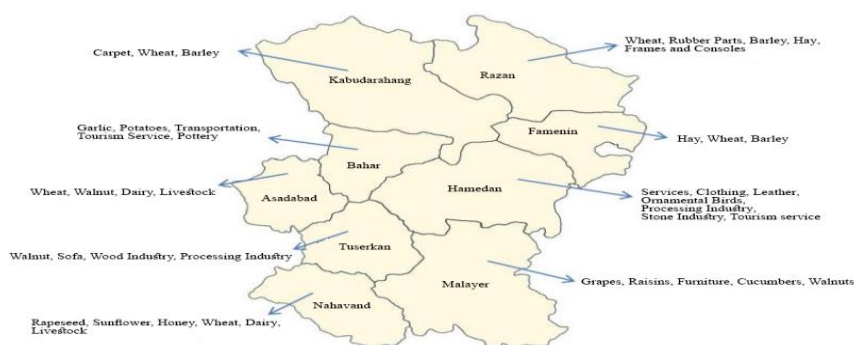 Carpet, Wheat, Barley
Kabudarahang
Razan
Wheat, Rubber Parts, Barley, Hay,
Frames and Consoles
Garlic, Potatoes, Transportation,
Tourism Service, Pottery
Bahar
Famenin
Hay, Wheat, Barley
Wheat, Walnut, Dairy, Livestock
Asadabad
Hamedan
Services, Clothing, Leather,
Ornamental Birds,
Processing Industry,
Stone Industry, Tourism service
Walnut, Sofa, Wood Industry, Processing Industry
Tuserkan
Malayer
Grapes, Raisins, Furniture, Cucumbers, Walnuts
Nahavand
Rapeseed, Sunflower, Honey, Wheat, Dairy,
Livestock